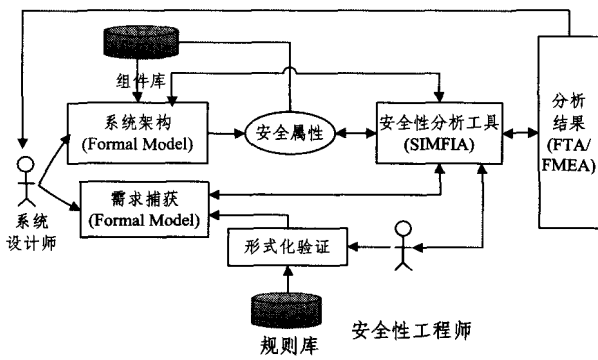 组件库
系统架构
(Formal Model)
安全属性
安全性分析工具
(SIMFIA)
分析
结果
(FTA/
FMEA)
系统
设计师
需求捕获
(Formal Model)
形式化验证
规则库
安全性工程师